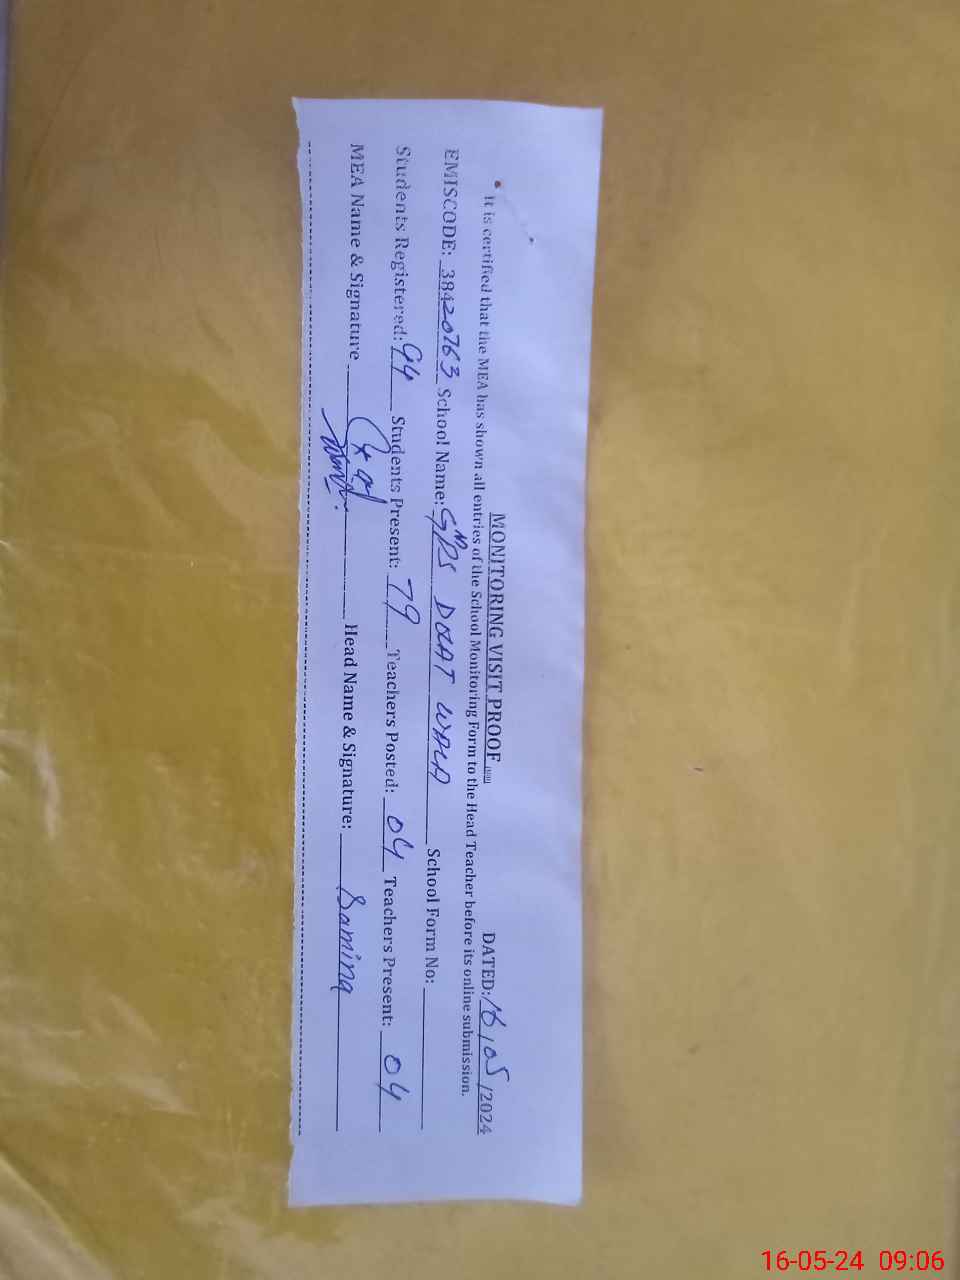 MONITORING VISIT PROOF DATED: 16/05/2024
• It is certified that the MEA has shown all entries of the School Monitoring Form to the Head Teacher before its online submission.
EMISCODE: 38420763 School Name: School Form No:
Students Registered: 94 Students Present: 79 Teachers Posted: 04 Teachers Present: 04
MEA Name & Signature Head Name & Signature: Samina
16-05-24 09:06